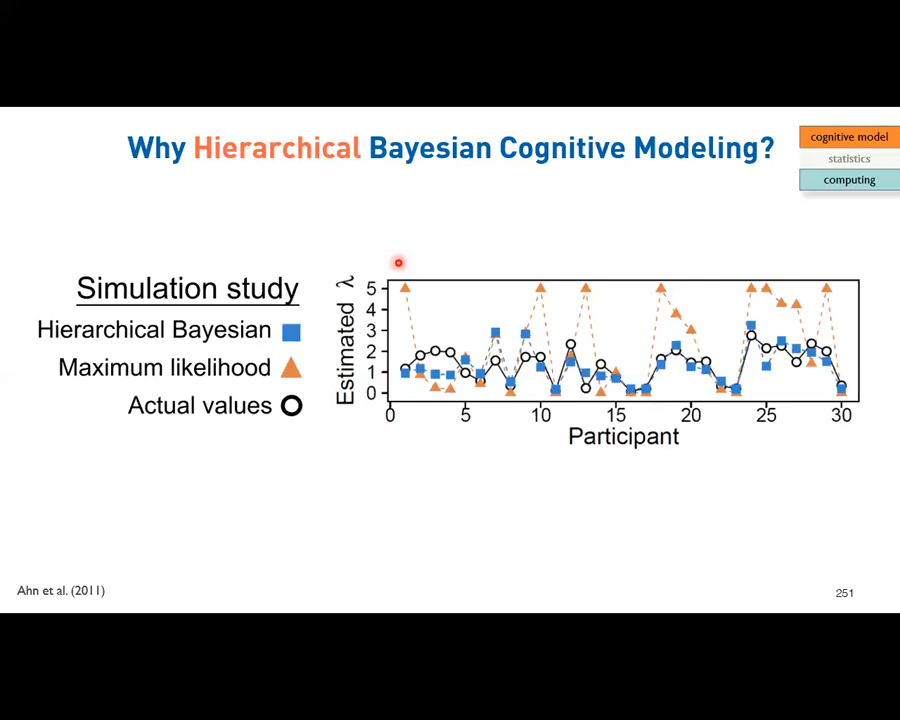 Why Hierarchical Bayesian Cognitive Modeling?
cognitive model
statistics
computing
Simulation study
Hierarchical Bayesian
Maximum likelihood
Actual values
Estimated λ
5
4
3
2
1
0
0 5 10 15 20 25 30
Participant
Ahn et al. (2011)
251